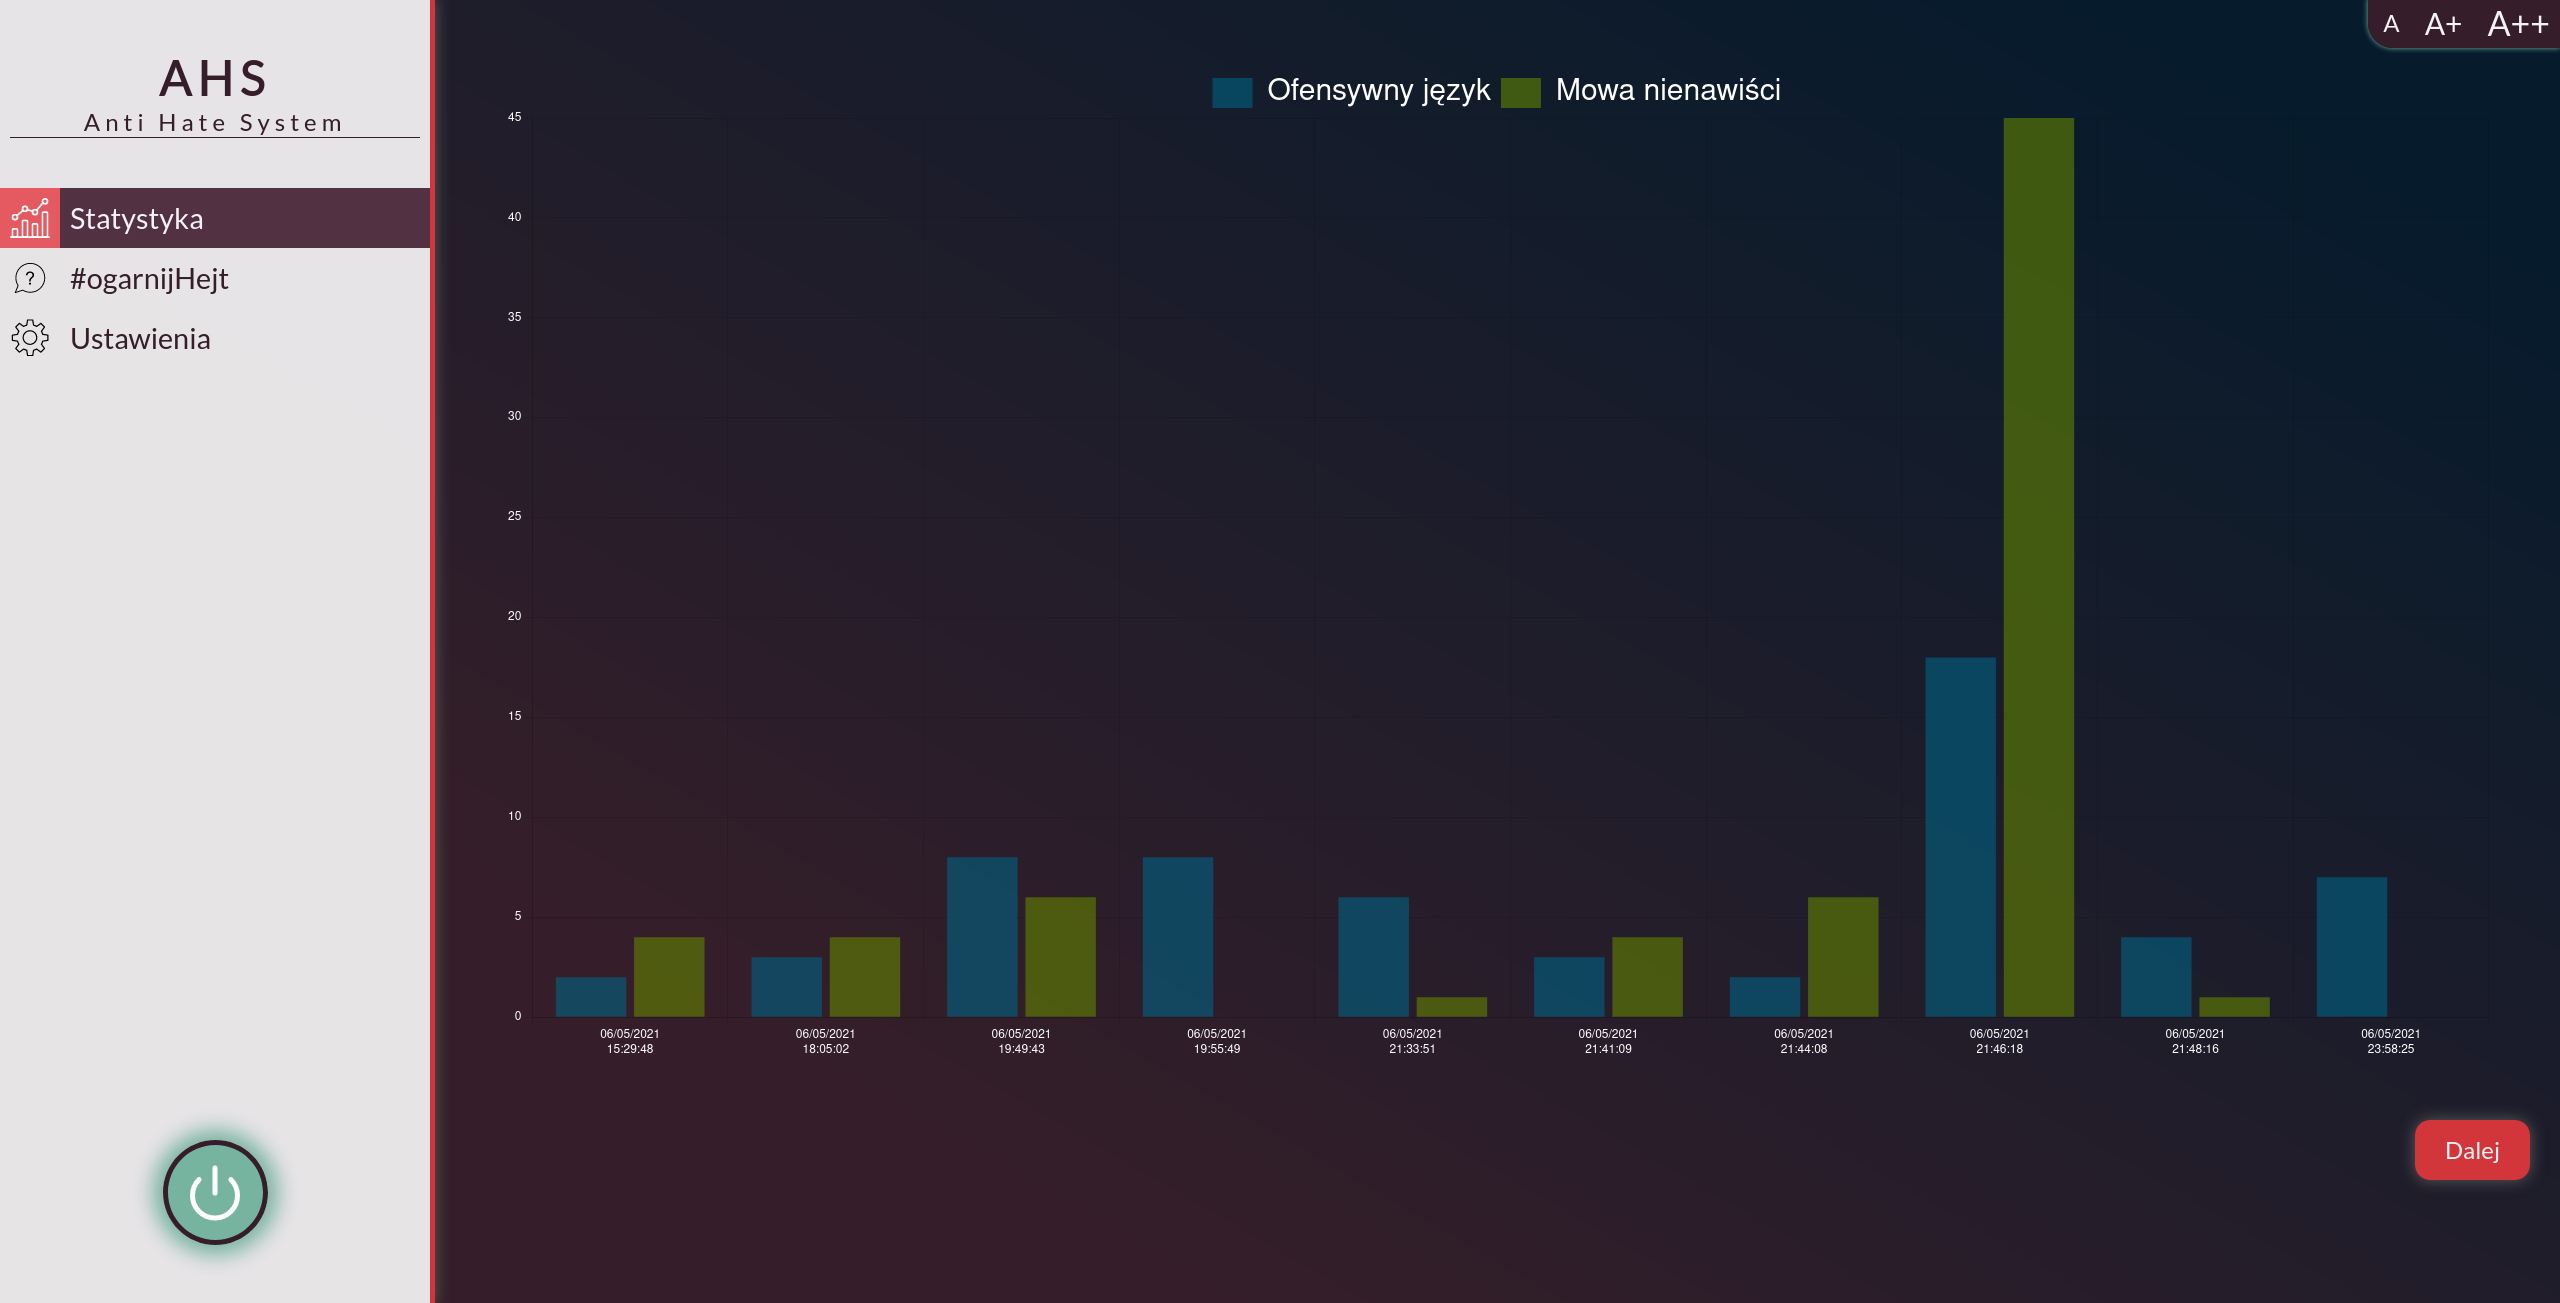 AHS
Anti Hate System
Statystyka
#ogarnijHejt
Ustawienia
A A+ A++
Ofensywny język Mowa nienawiści
45
40
35
30
25
20
15
10
5
0
06/05/2021 06/05/2021 06/05/2021 06/05/2021 06/05/2021 06/05/2021 06/05/2021 06/05/2021 06/05/2021 06/05/2021
15:29:48 18:05:02 19:49:43 19:55:49 21:33:51 21:41:09 21:44:08 21:46:18 21:48:16 23:58:25
Dalej